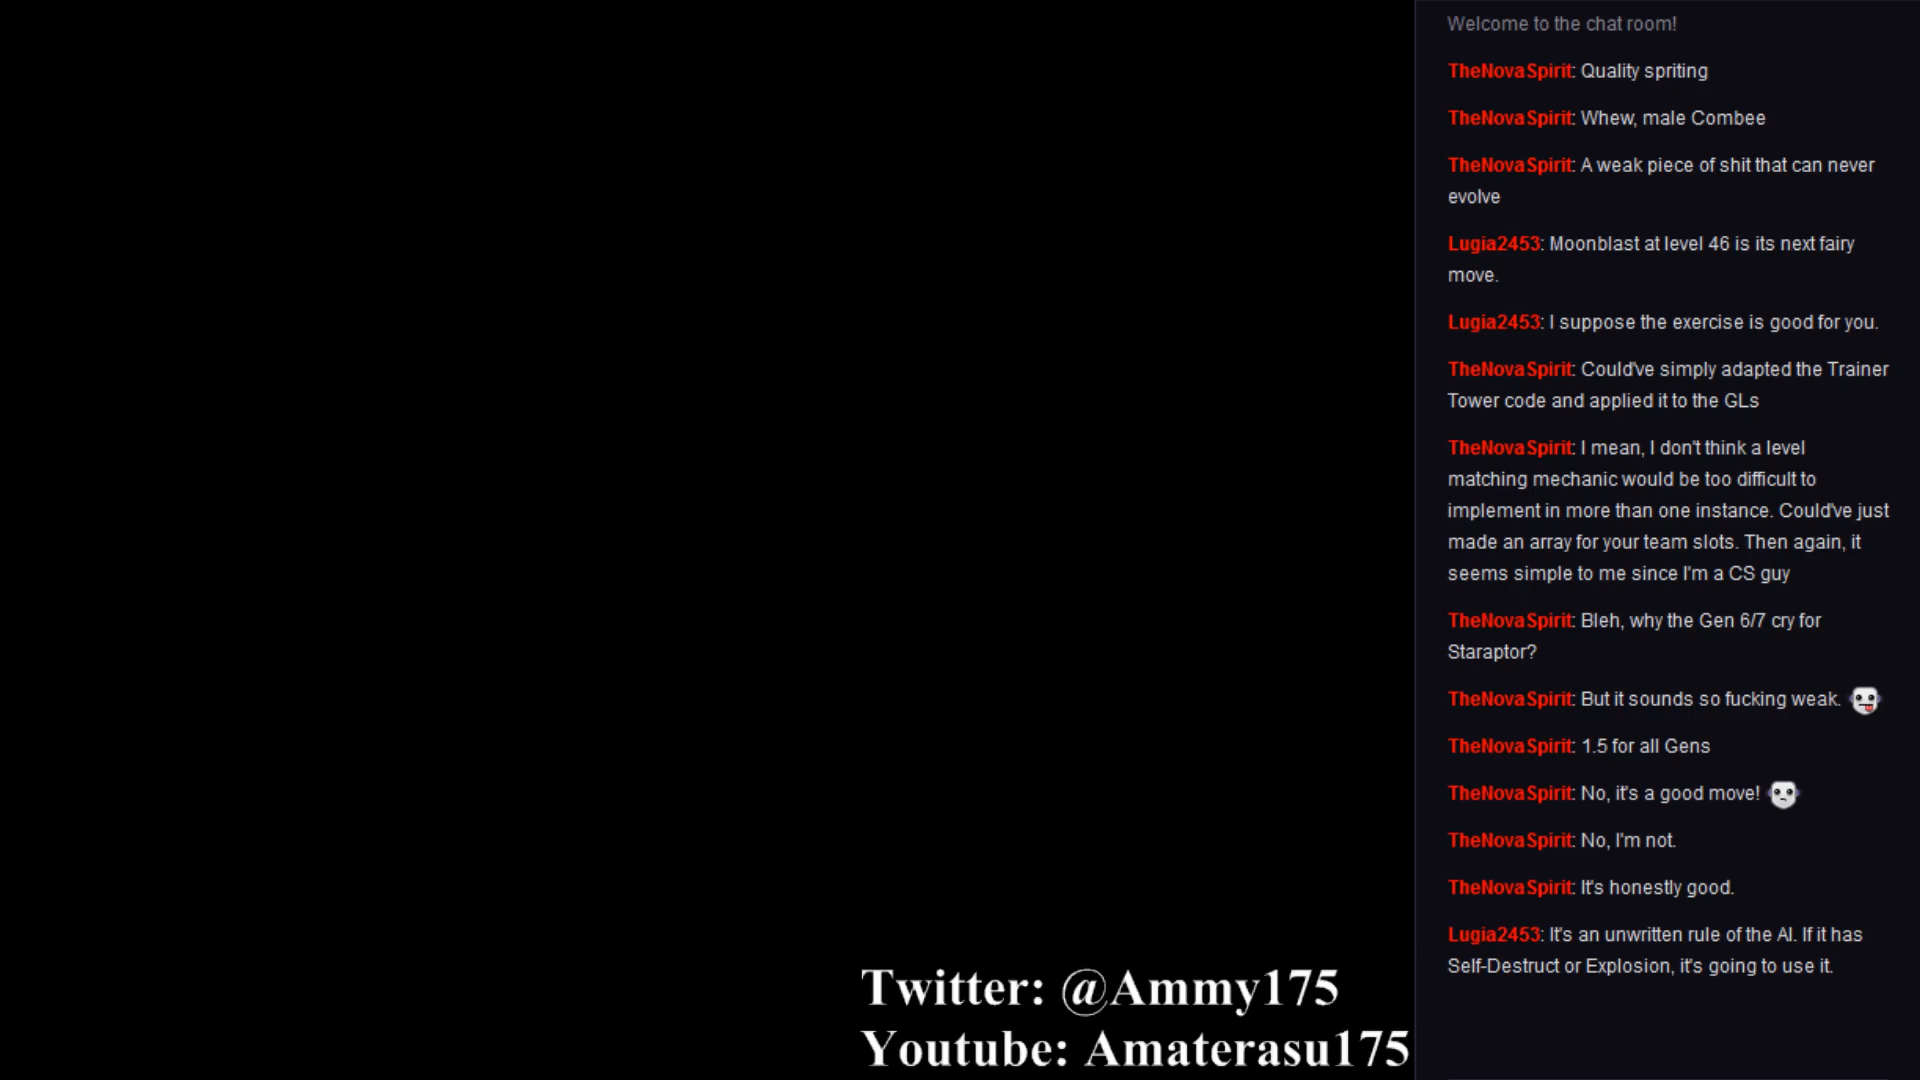 Welcome to the chat room!
TheNovaSpirit: Quality spriting
TheNovaSpirit: Whew, male Combee
TheNovaSpirit: A weak piece of shit that can never
evolve
Lugia2453: Moonblast at level 46 is its next fairy
move.
Lugia2453: I suppose the exercise is good for you.
TheNovaSpirit: Could've simply adapted the Trainer
Tower code and applied it to the GLs
TheNovaSpirit: I mean, I don't think a level
matching mechanic would be too difficult to
implement in more than one instance. Could've just
made an array for your team slots. Then again, it
seems simple to me since I'm a CS guy
TheNovaSpirit: Bleh, why the Gen 6/7 cry for
Staraptor?
TheNovaSpirit: But it sounds so fucking weak.
TheNovaSpirit: 1.5 for all Gens
TheNovaSpirit: No, it's a good move!
TheNovaSpirit: No, I'm not.
TheNovaSpirit: It's honestly good.
Lugia2453: It's an unwritten rule of the AI. If it has
Self-Destruct or Explosion, it's going to use it.
Twitter: @Ammy175
Youtube: Amaterasu175